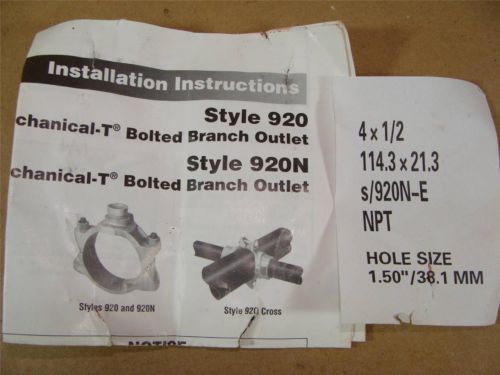 Installation Instructions
Style 920
chanical-T® Bolted Branch Outlet
Style 920N
chanical-T® Bolted Branch Outlet
Styles 920 and 920N
Style 920 Cross
4 x 1/2
114.3 x 21.3
s/920N-E
NPT
HOLE SIZE
1.50"/38.1 MM